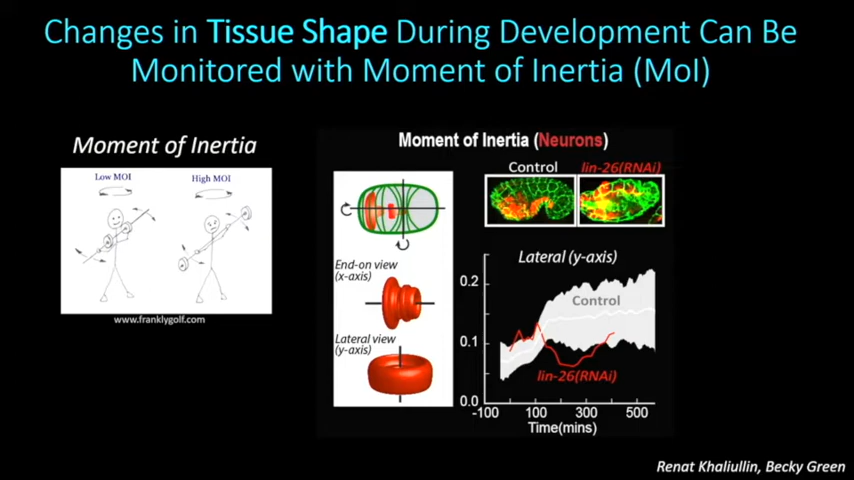 Changes in Tissue Shape During Development Can Be
Monitored with Moment of Inertia (MoI)
Moment of Inertia
Low MOI
High MOI
www.franklygolf.com
Moment of Inertia (Neurons)
Control
lin-26(RNAi)
End-on view
(x-axis)
Lateral view
(y-axis)
Lateral (y-axis)
0.2
0.1
0.0
Control
lin-26(RNAi)
-100
100
300
500
Time(mins)
Renat Khaliullin, Becky Green